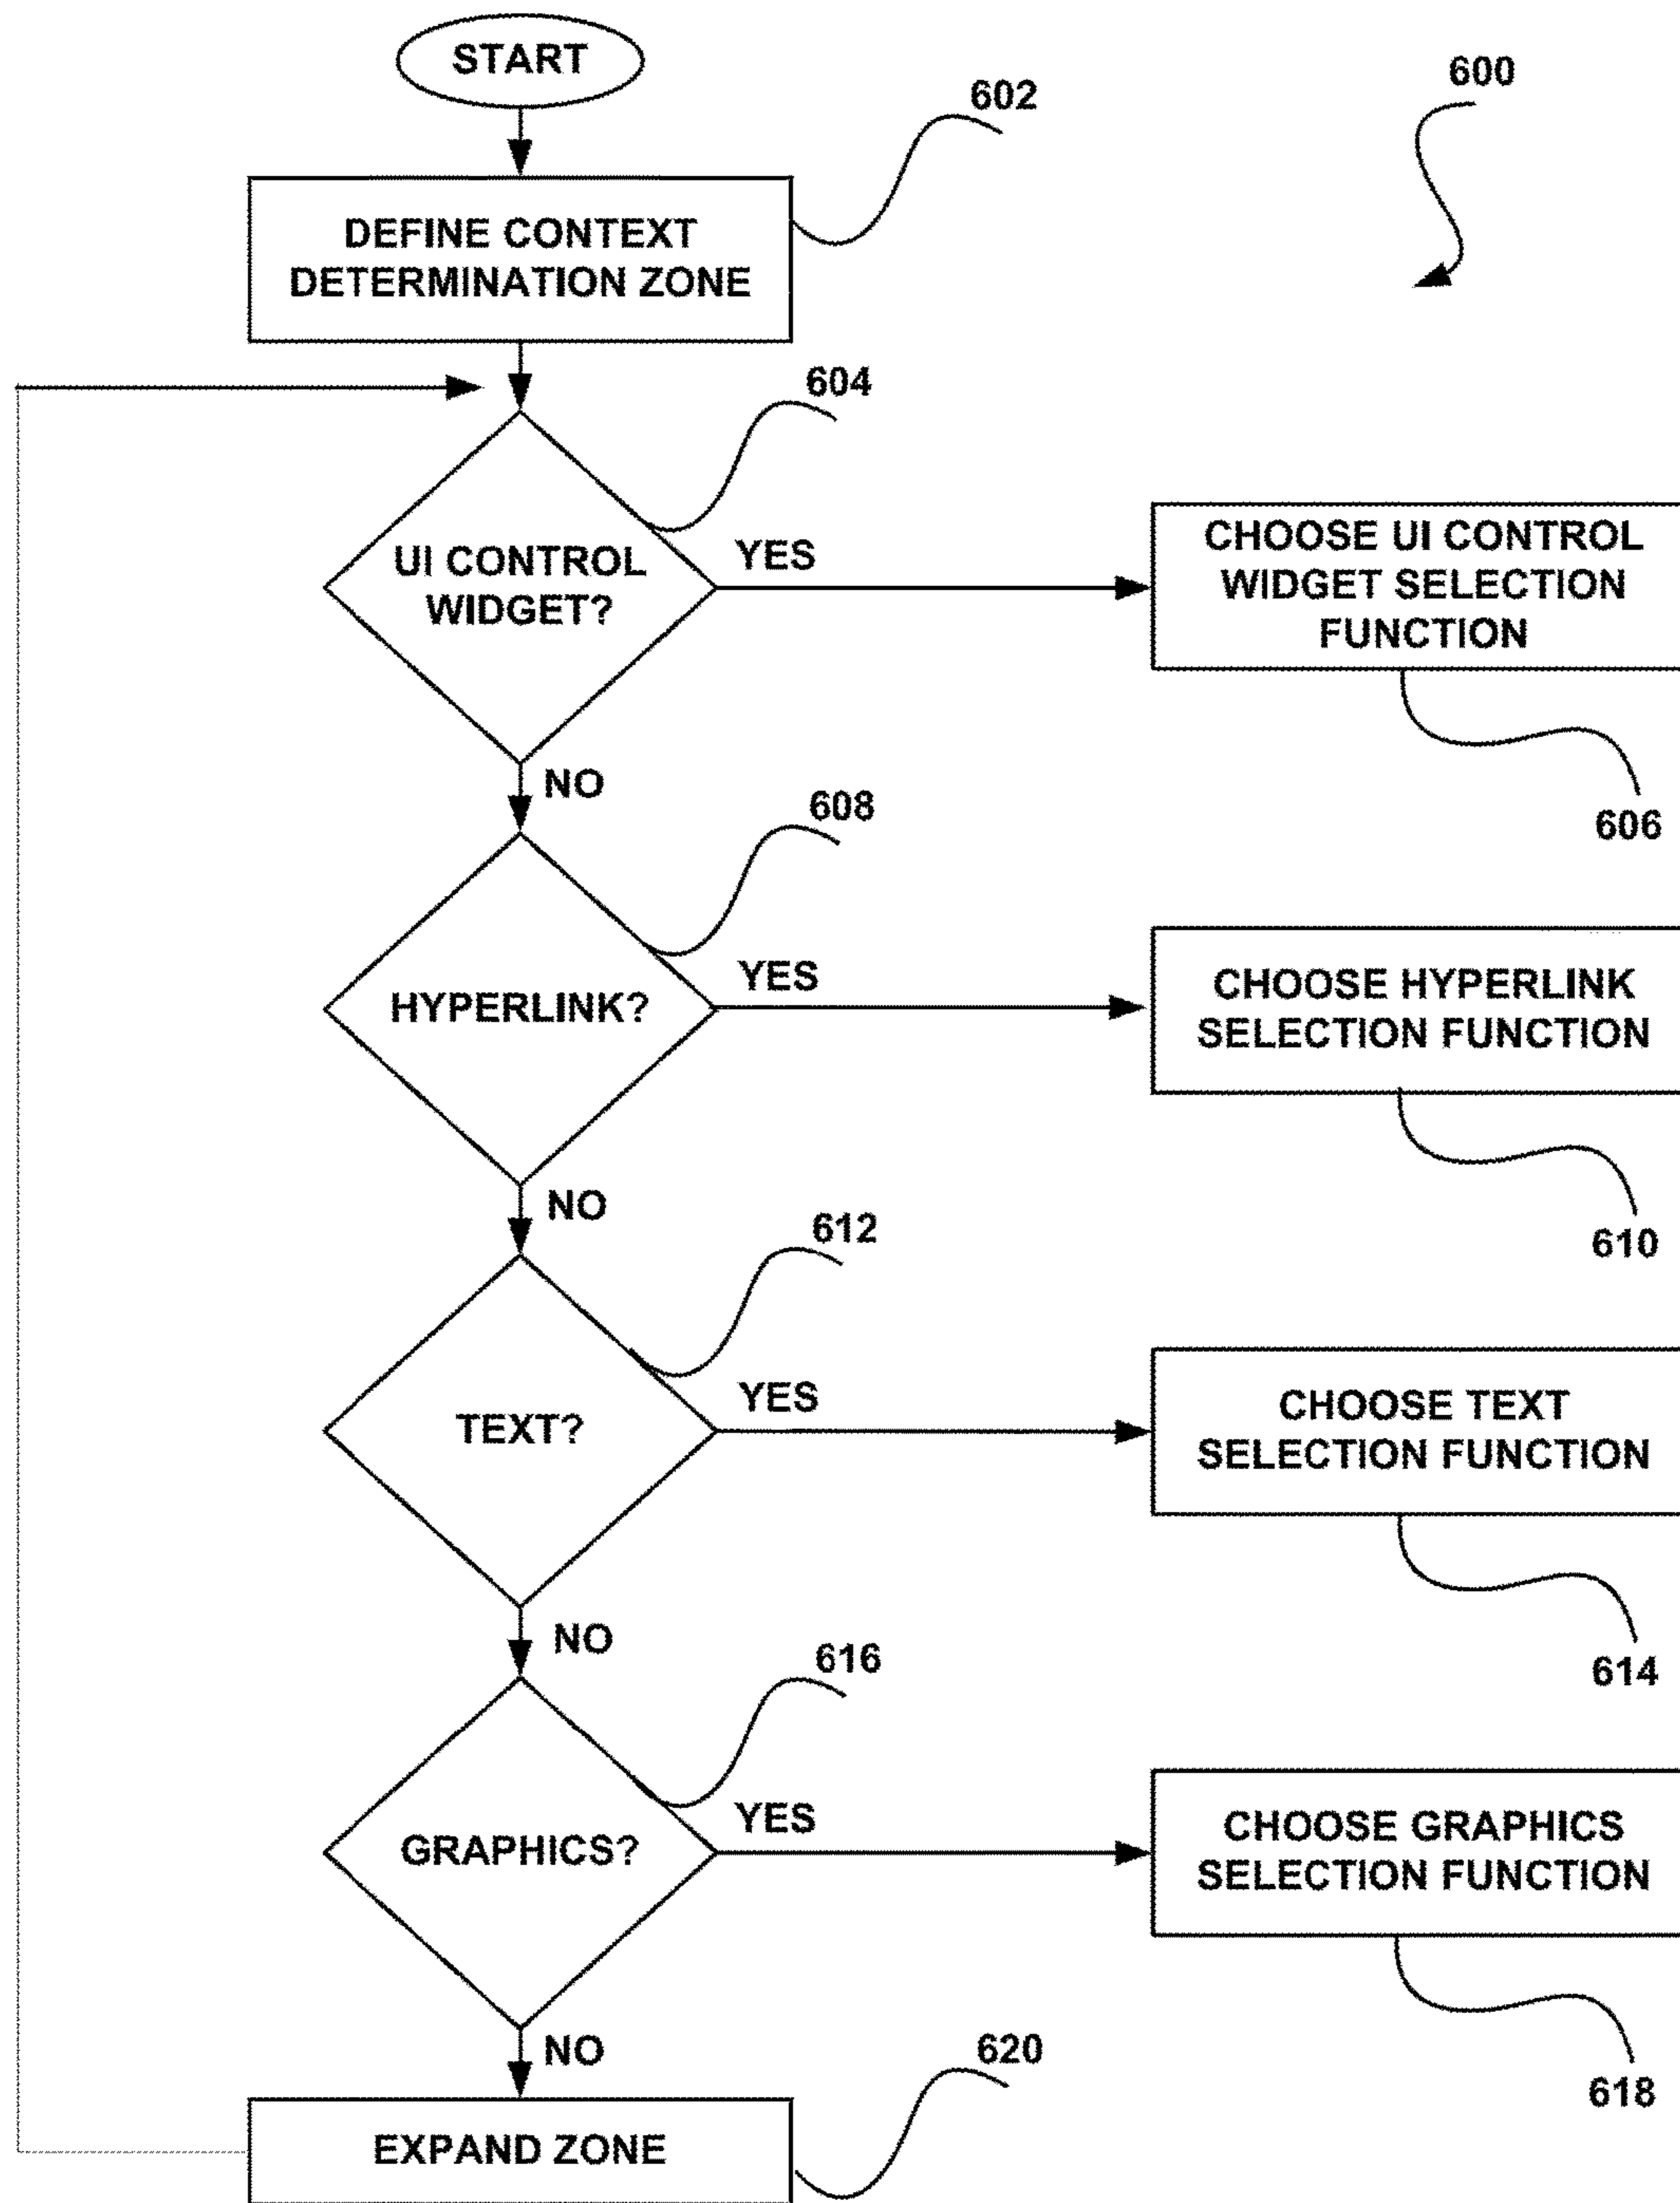 START
602
600
DEFINE CONTEXT
DETERMINATION ZONE
604
UI CONTROL
WIDGET?
YES
CHOOSE UI CONTROL
WIDGET SELECTION
FUNCTION
606
NO
608
HYPERLINK?
YES
CHOOSE HYPERLINK
SELECTION FUNCTION
610
NO
612
TEXT?
YES
CHOOSE TEXT
SELECTION FUNCTION
614
NO
616
GRAPHICS?
YES
CHOOSE GRAPHICS
SELECTION FUNCTION
618
NO
620
EXPAND ZONE